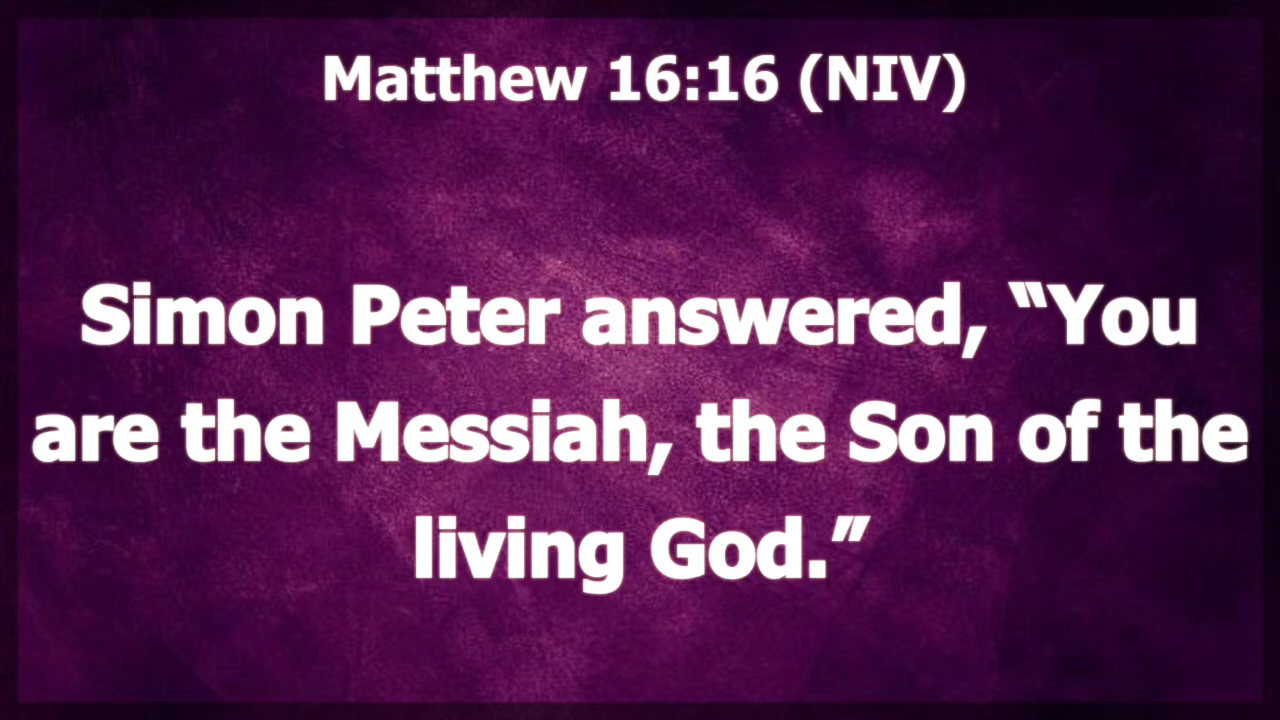 Matthew 16:16 (NIV)
Simon Peter answered, “You
are the Messiah, the Son of the
living God.”